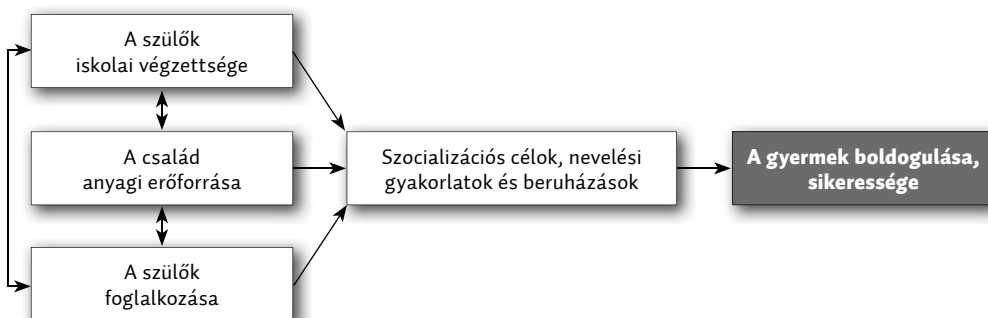 A szülők
iskolai végzettsége
A család
anyagi erőforrása
A szülők
foglalkozása
Szocializációs célok, nevelési
gyakorlatok és beruházások
A gyermek boldogulása,
sikeressége